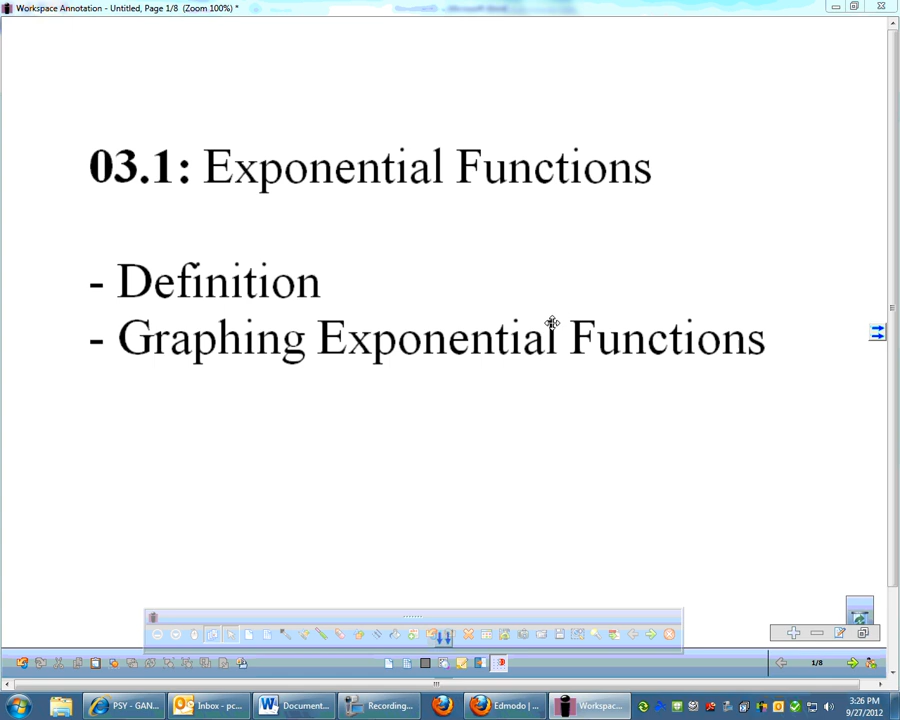 Workspace Annotation - Untitled, Page 1/8 (Zoom 100%) *
03.1: Exponential Functions
- Definition
- Graphing Exponential Functions
1/8
PSY - GAN...
Inbox - pc...
Document...
Recording...
Edmodo | ...
Workspac...
3:26 PM
9/27/2012